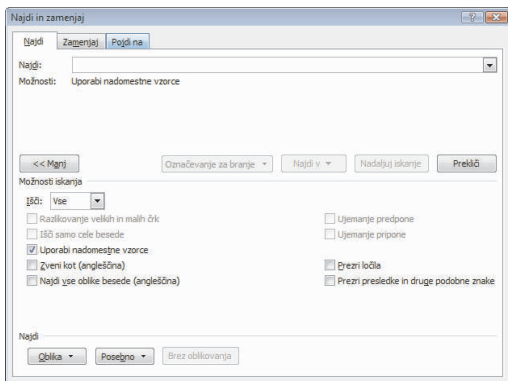 Najdi in zamenjaj
Najdi Zamenjaj Pojdi na
Najdi:
Možnosti: Uporabi nadomestne vzorce
<< Manj Označevanje za branje Najdi v Nadaljuj iskanje Prekliči
Možnosti iskanja
Išči: Vse
Razlikovanje velikih in malih črk Ujemanje predpone
Išči samo cele besede Ujemanje pripone
Uporabi nadomestne vzorce
Zveni kot (angleščina) Prezri ločila
Najdi vse oblike besede (angleščina) Prezri presledke in druge podobne znake
Najdi
Oblika Posebno Brez oblikovanja